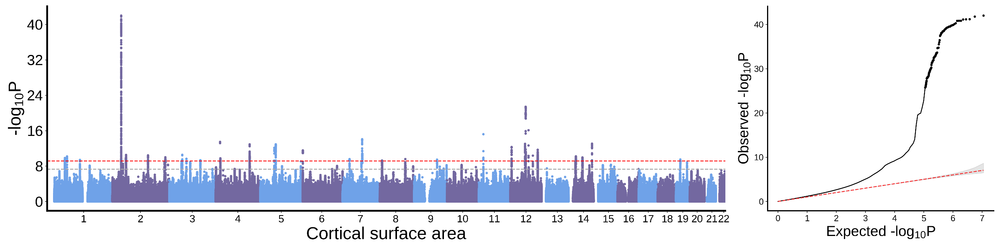 -log10P
40
32
24
16
8
0
1 2 3 4 5 6 7 8 9 10 11 12 13 14 15 16 17 18 19 20 21 22
Cortical surface area
Observed -log10P
40
30
20
10
0
0 1 2 3 4 5 6 7
Expected -log10P